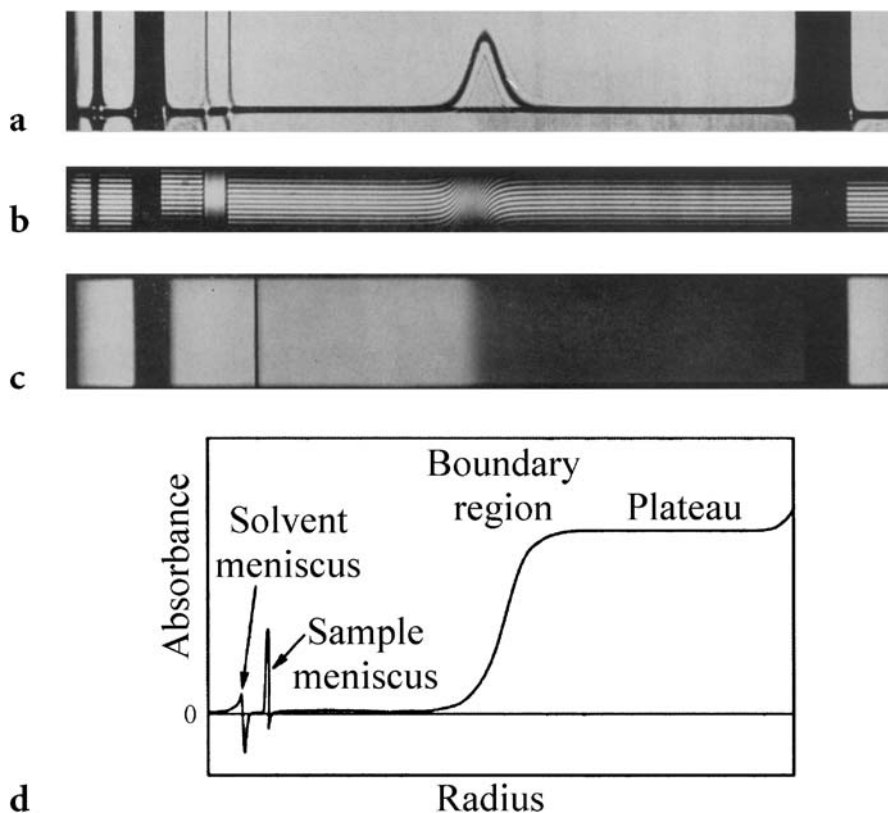 a
b
c
Boundary
region
Plateau
Solvent
meniscus
Sample
meniscus
Absorbance
0
d
Radius